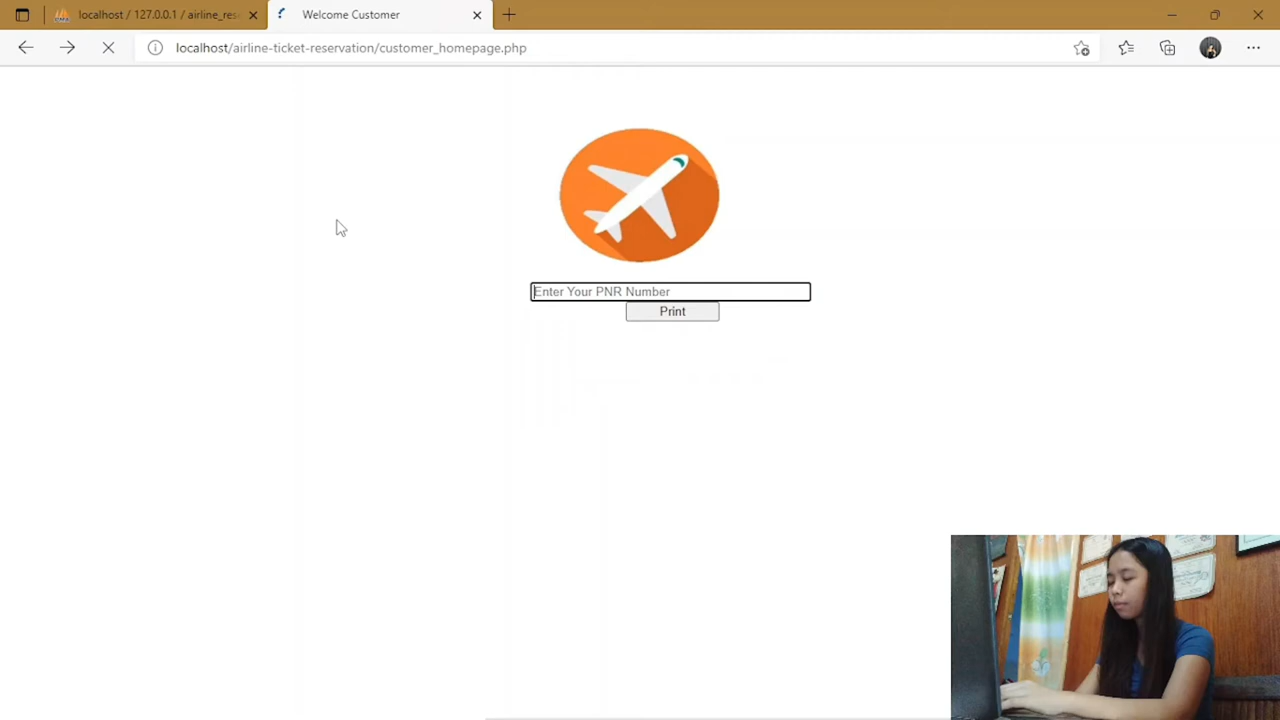 localhost / 127.0.0.1 / airline_res
Welcome Customer
localhost/airline-ticket-reservation/customer_homepage.php
Enter Your PNR Number
Print